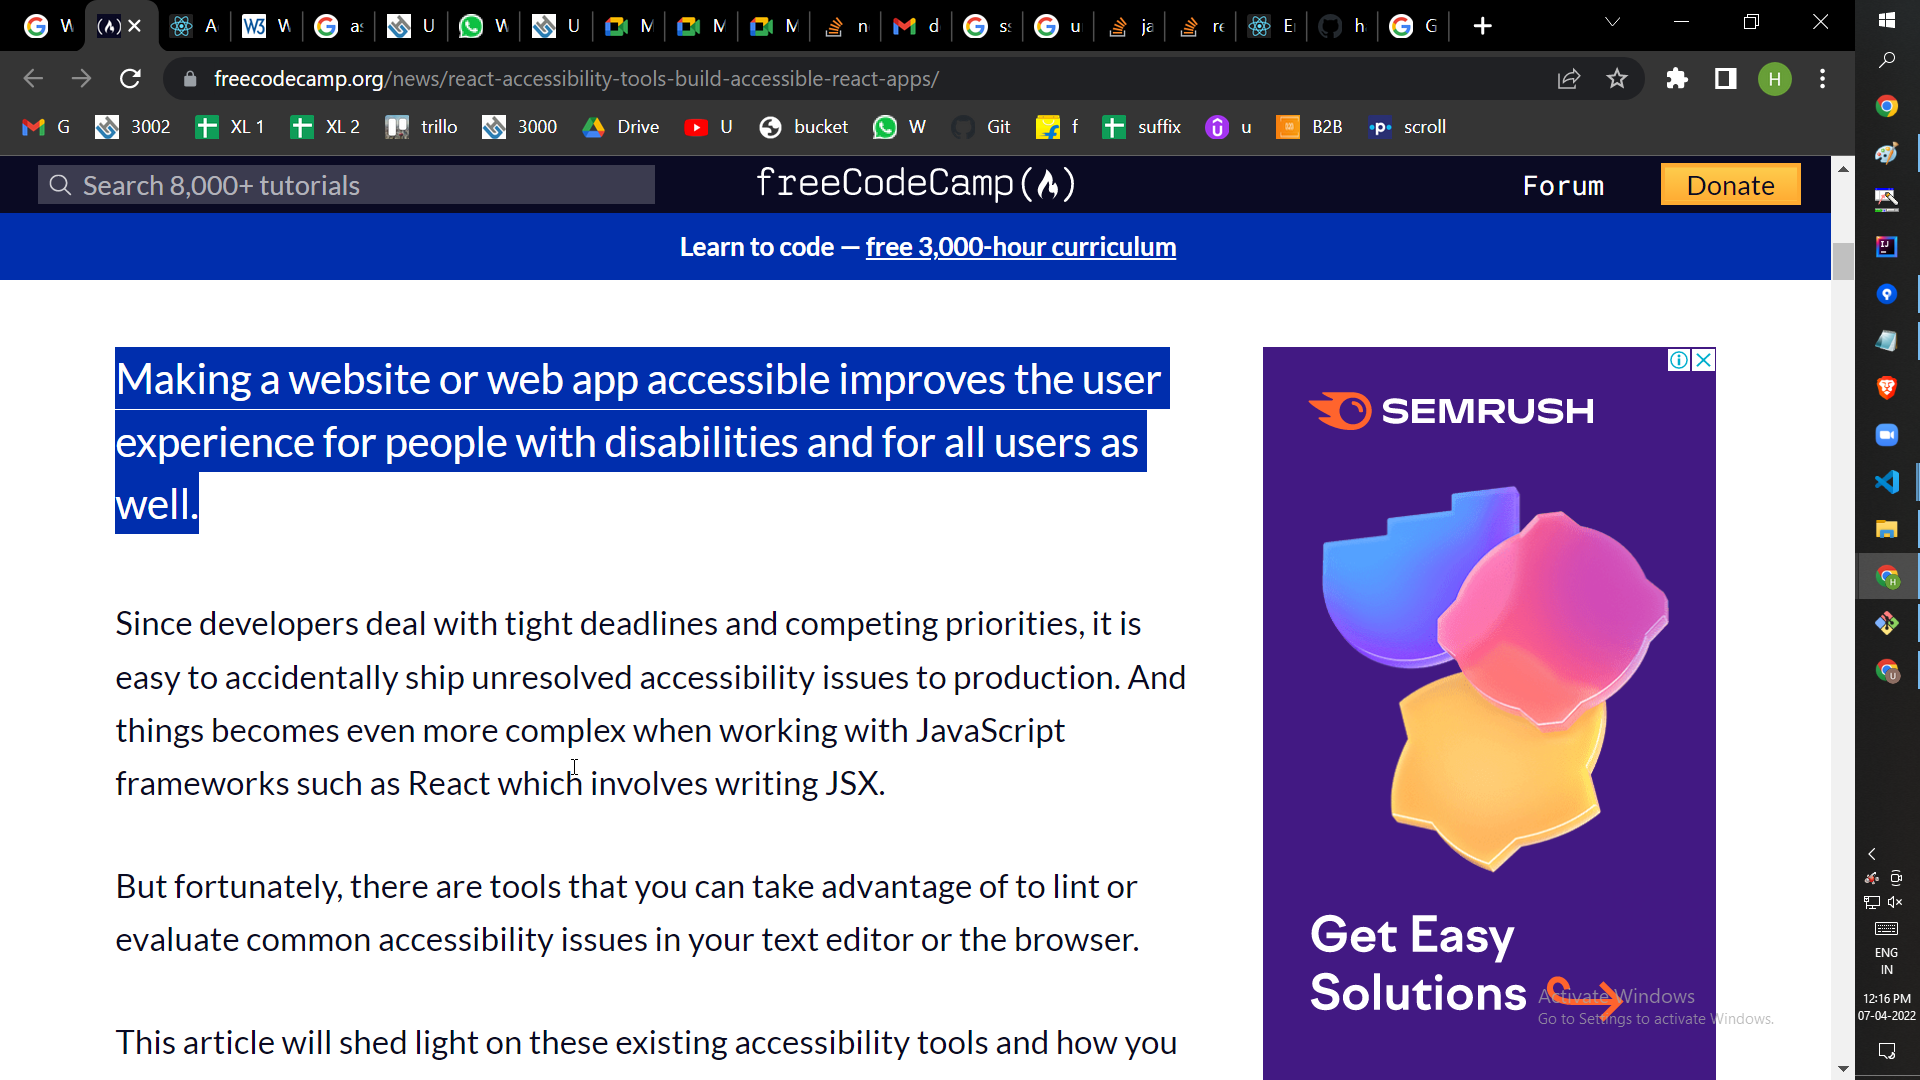 W
A
W
as
U
W
U
M
M
M
n
d
ss
u
ja
re
El
h
G
freecodecamp.org/news/react-accessibility-tools-build-accessible-react-apps/
H
G
3002
XL 1
XL 2
trillo
3000
Drive
U
bucket
W
Git
f
suffix
u
B2B
scroll
Search 8,000+ tutorials
freeCodeCamp(🔥)
Forum
Donate
Learn to code — free 3,000-hour curriculum
Making a website or web app accessible improves the user
experience for people with disabilities and for all users as
well.
Since developers deal with tight deadlines and competing priorities, it is
easy to accidentally ship unresolved accessibility issues to production. And
things becomes even more complex when working with JavaScript
frameworks such as React which involves writing JSX.
But fortunately, there are tools that you can take advantage of to lint or
evaluate common accessibility issues in your text editor or the browser.
This article will shed light on these existing accessibility tools and how you
SEMRUSH
Get Easy
Solutions
Activate Windows
Go to Settings to activate Windows.
ENG
IN
12:16 PM
07-04-2022